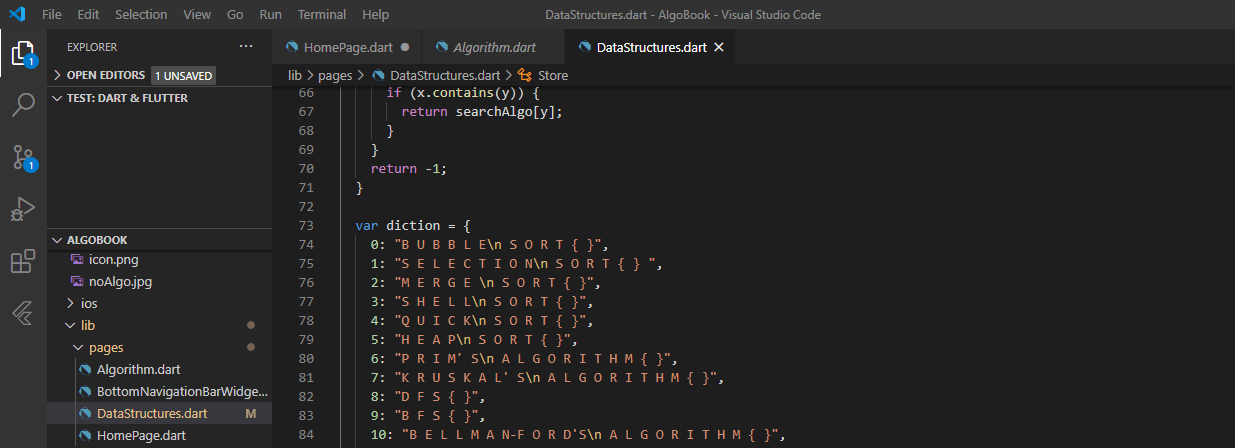 File Edit Selection View Go Run Terminal Help DataStructures.dart - AlgoBook - Visual Studio Code
EXPLORER ...
HomePage.dart Algorithm.dart DataStructures.dart
OPEN EDITORS 1 UNSAVED
TEST: DART & FLUTTER
ALGOBOOK
icon.png
noAlgo.jpg
ios
lib
pages
Algorithm.dart
BottomNavigationBarWidge...
DataStructures.dart M
HomePage.dart
1
1
lib > pages > DataStructures.dart > Store
66 if (x.contains(y)) {
67 return searchAlgo[y];
68 }
69 }
70 return -1;
71 }
72
73 var diction = {
74 0: "B U B B L E\n S O R T { }",
75 1: "S E L E C T I O N\n S O R T { } ",
76 2: "M E R G E \n S O R T { }",
77 3: "S H E L L\n S O R T { }",
78 4: "Q U I C K\n S O R T { }",
79 5: "H E A P\n S O R T { }",
80 6: "P R I M' S\n A L G O R I T H M { }",
81 7: "K R U S K A L' S\n A L G O R I T H M { }",
82 8: "D F S { }",
83 9: "B F S { }",
84 10: "B E L L M A N-F O R D'S\n A L G O R I T H M { }",